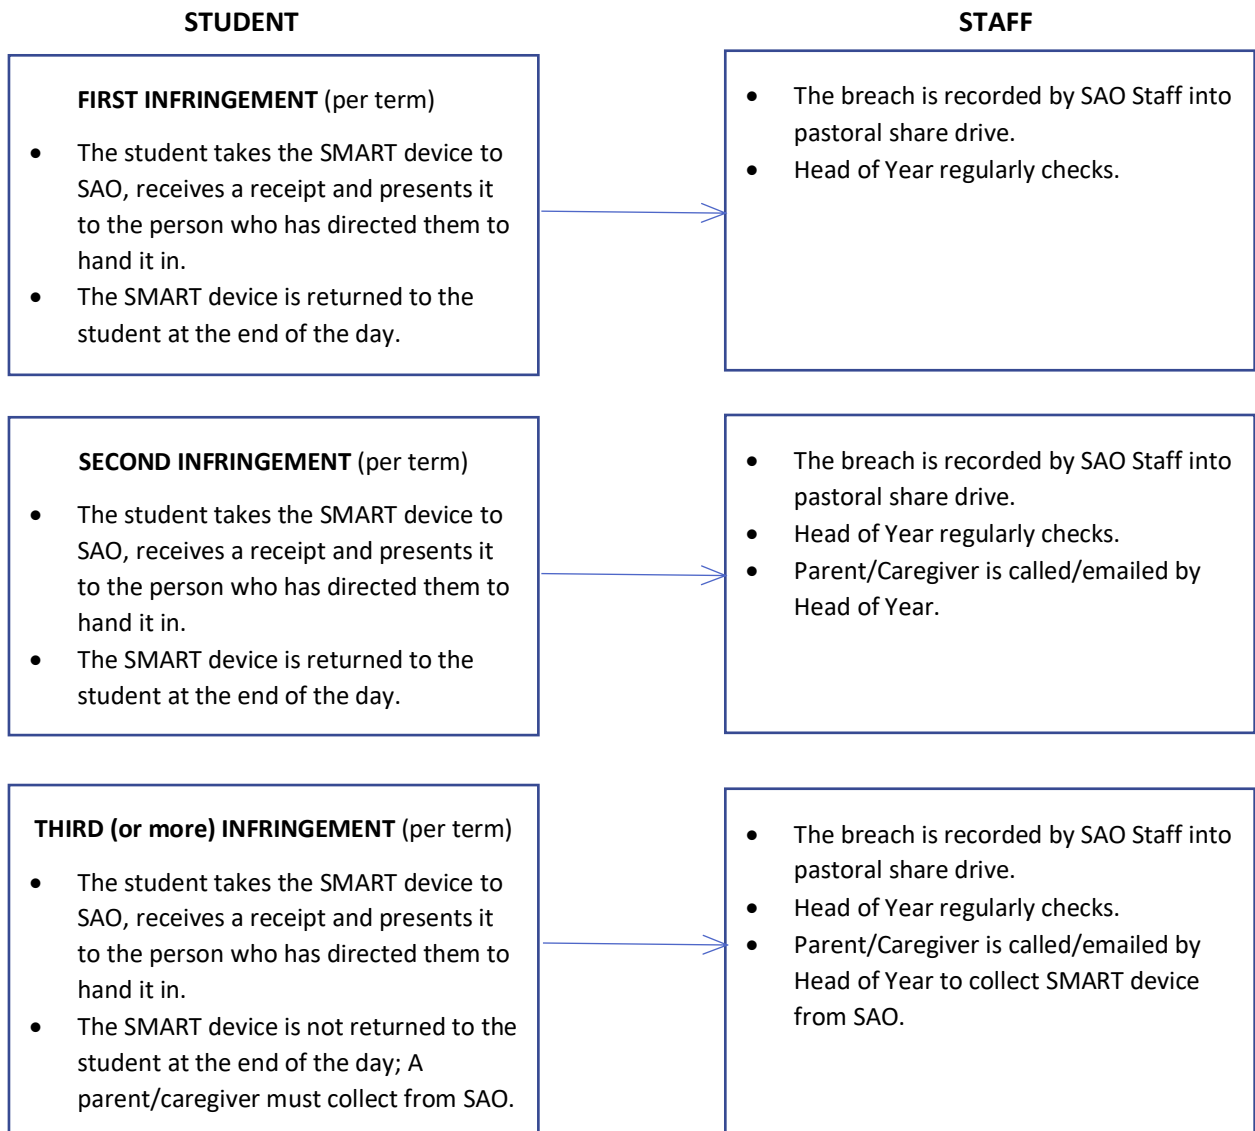 STUDENT
STAFF
FIRST INFRINGEMENT (per term)
• The student takes the SMART device to
SAO, receives a receipt and presents it
to the person who has directed them to
hand it in.
• The SMART device is returned to the
student at the end of the day.
• The breach is recorded by SAO Staff into
pastoral share drive.
• Head of Year regularly checks.
SECOND INFRINGEMENT (per term)
• The student takes the SMART device to
SAO, receives a receipt and presents it
to the person who has directed them to
hand it in.
• The SMART device is returned to the
student at the end of the day.
• The breach is recorded by SAO Staff into
pastoral share drive.
• Head of Year regularly checks.
• Parent/Caregiver is called/emailed by
Head of Year.
THIRD (or more) INFRINGEMENT (per term)
• The student takes the SMART device to
SAO, receives a receipt and presents it
to the person who has directed them to
hand it in.
• The SMART device is not returned to the
student at the end of the day; A
parent/caregiver must collect from SAO.
• The breach is recorded by SAO Staff into
pastoral share drive.
• Head of Year regularly checks.
• Parent/Caregiver is called/emailed by
Head of Year to collect SMART device
from SAO.